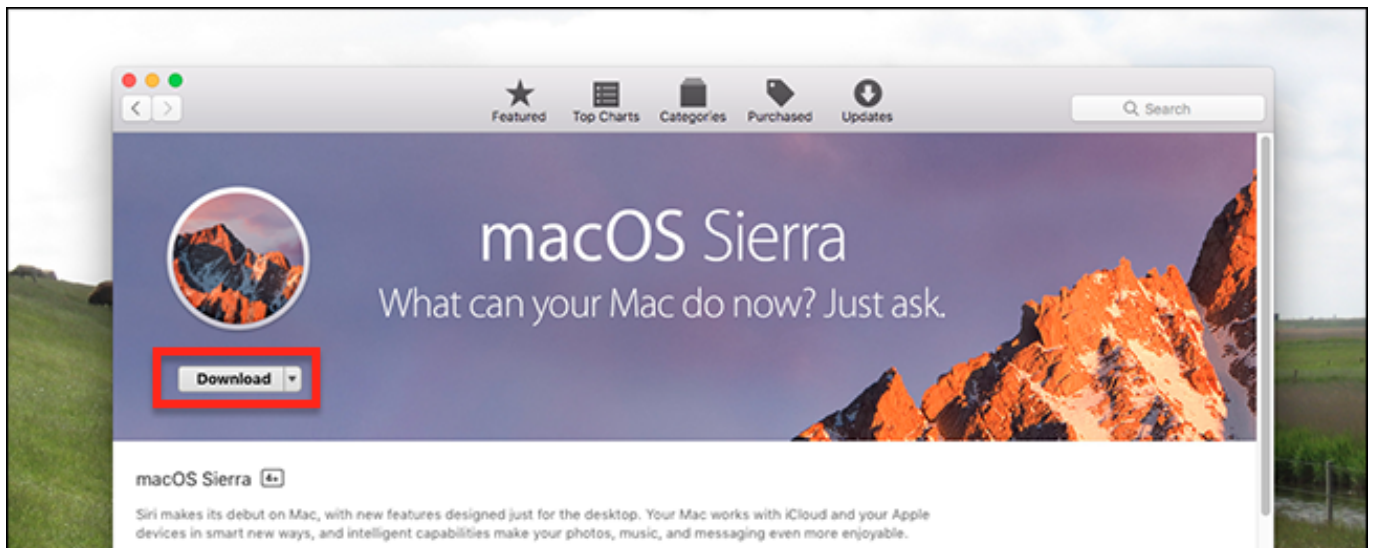 Featured
Top Charts
Categories
Purchased
Updates
Search
macOS Sierra
What can your Mac do now? Just ask.
Download
macOS Sierra 4+
Siri makes its debut on Mac, with new features designed just for the desktop. Your Mac works with iCloud and your Apple
devices in smart new ways, and intelligent capabilities make your photos, music, and messaging even more enjoyable.